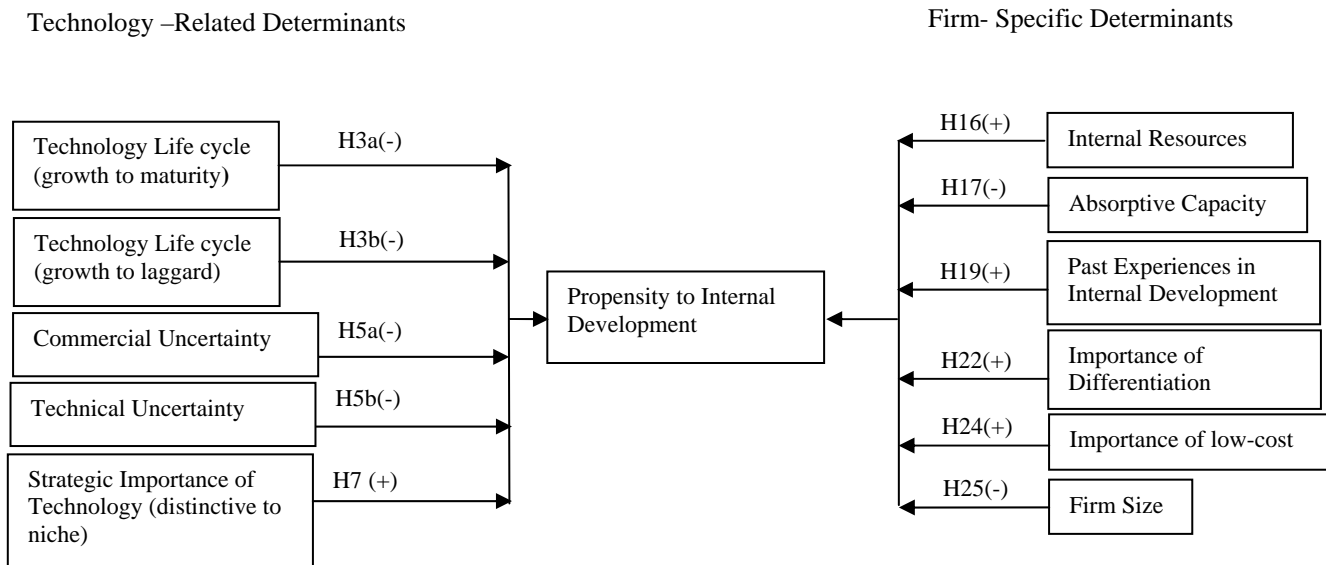 Technology –Related Determinants
Firm- Specific Determinants
Technology Life cycle
(growth to maturity)
H3a(-)
Technology Life cycle
(growth to laggard)
H3b(-)
Commercial Uncertainty
H5a(-)
Technical Uncertainty
H5b(-)
Strategic Importance of
Technology (distinctive to
niche)
H7 (+)
Propensity to Internal
Development
H16(+)
Internal Resources
H17(-)
Absorptive Capacity
H19(+)
Past Experiences in
Internal Development
H22(+)
Importance of
Differentiation
H24(+)
Importance of low-cost
H25(-)
Firm Size